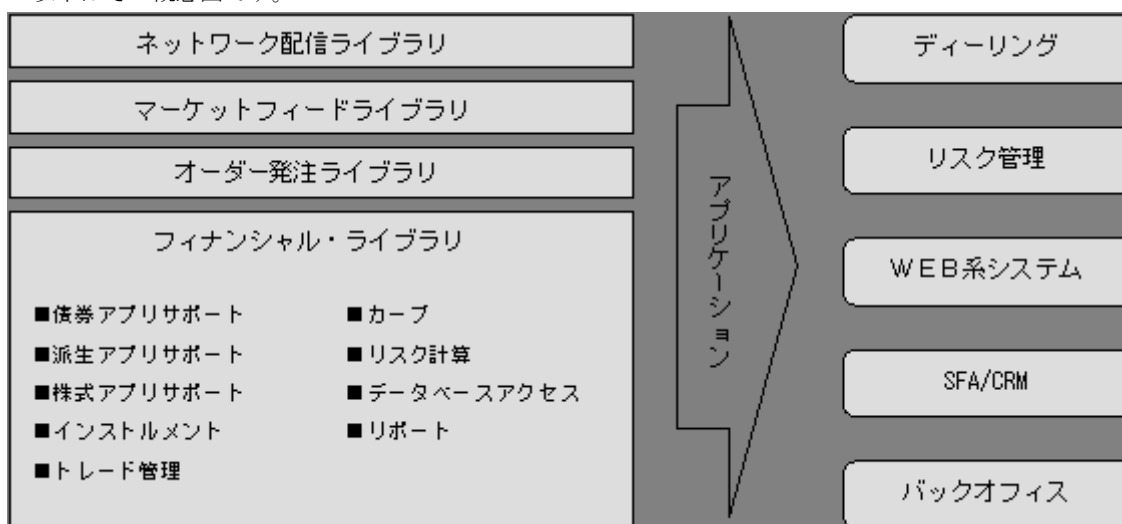 ネットワーク配信ライブラリ
マーケットフィードライブラリ
オーダー発注ライブラリ
フィナンシャル・ライブラリ
■債券アプリサポート
■派生アプリサポート
■株式アプリサポート
■インストルメント
■トレード管理
■カーブ
■リスク計算
■データベースアクセス
■リポート
アプリケーション
ディーリング
リスク管理
ＷＥＢ系システム
SFA/CRM
バックオフィス